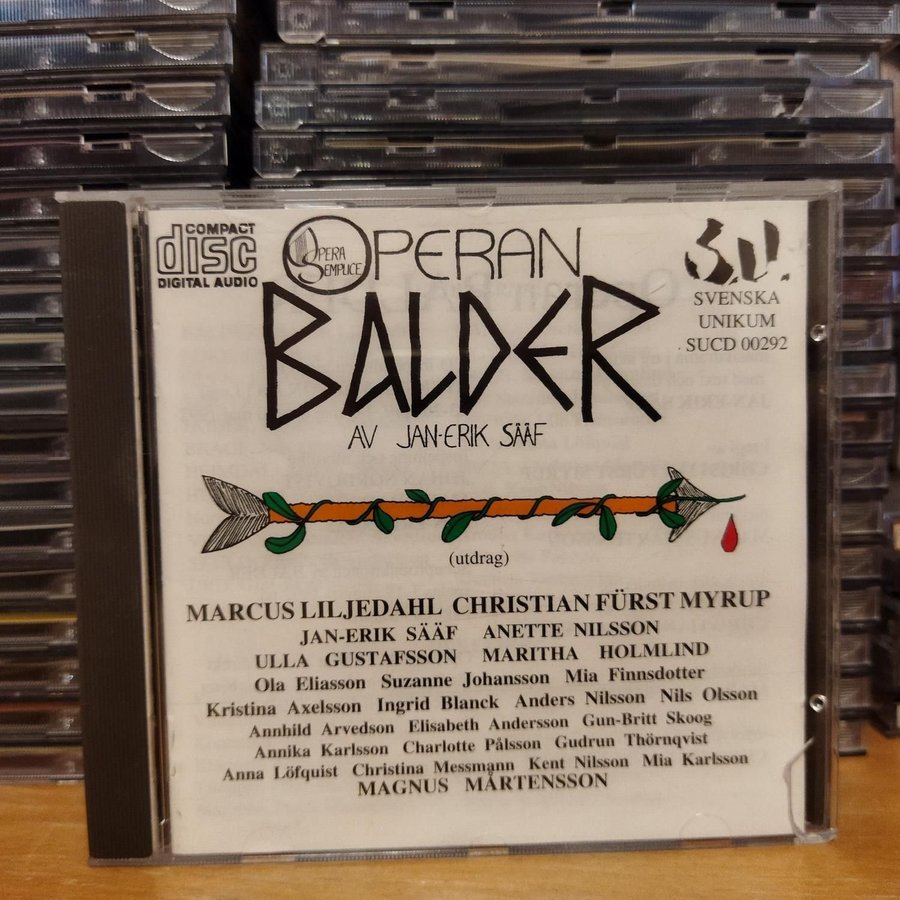 COMPACT
disc
DIGITAL AUDIO
OPERA
SEMPLICE
OPERAN
BALDER
AV JAN-ERIK SÄÄF
S.U.
SVENSKA
UNIKUM
SUCD 00292
(utdrag)
MARCUS LILJEDAHL CHRISTIAN FÜRST MYRUP
JAN-ERIK SÄÄF ANETTE NILSSON
ULLA GUSTAFSSON MARITHA HOLMLIND
Ola Eliasson Suzanne Johansson Mia Finnsdotter
Kristina Axelsson Ingrid Blanck Anders Nilsson Nils Olsson
Annhild Arvedson Elisabeth Andersson Gun-Britt Skoog
Annika Karlsson Charlotte Pålsson Gudrun Thörnqvist
Anna Löfquist Christina Messmann Kent Nilsson Mia Karlsson
MAGNUS MÅRTENSSON